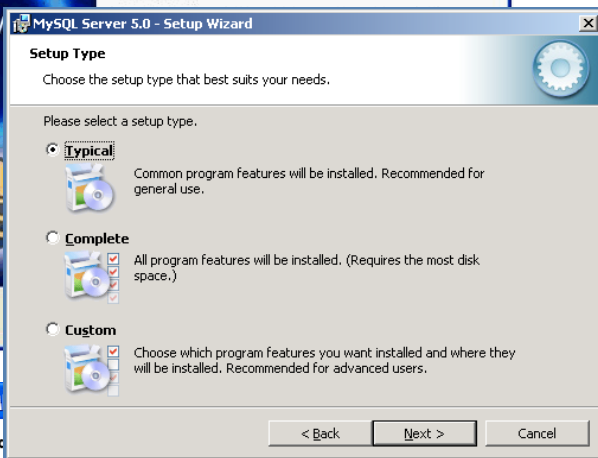 MySQL Server 5.0 - Setup Wizard
Setup Type
Choose the setup type that best suits your needs.
Please select a setup type.
Typical
Common program features will be installed. Recommended for
general use.
Complete
All program features will be installed. (Requires the most disk
space.)
Custom
Choose which program features you want installed and where they
will be installed. Recommended for advanced users.
< Back
Next >
Cancel